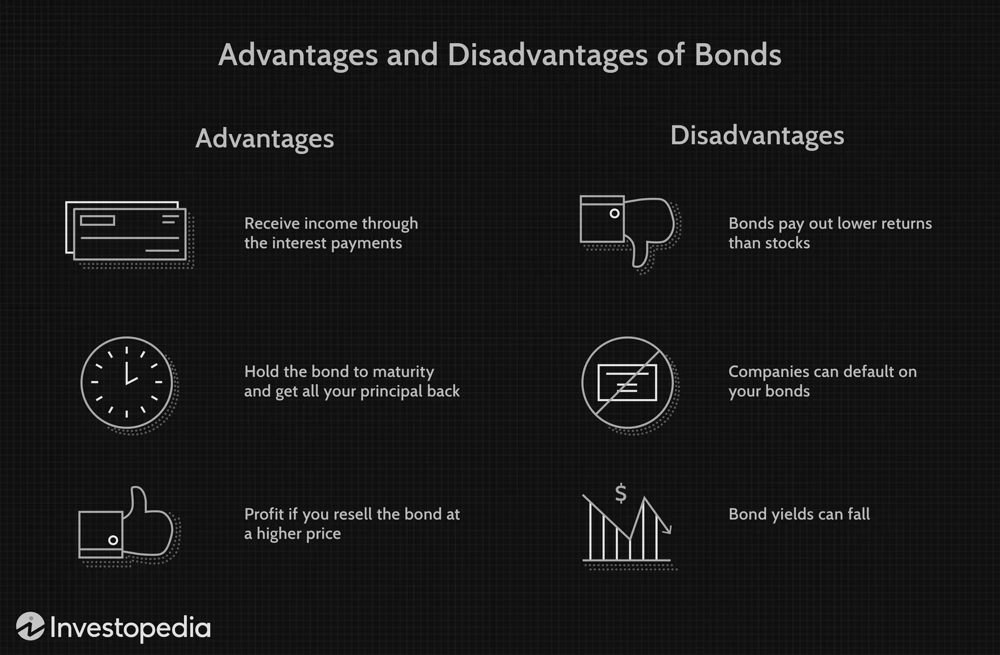 Advantages and Disadvantages of Bonds
Advantages
Receive income through
the interest payments
Hold the bond to maturity
and get all your principal back
Profit if you resell the bond at
a higher price
Disadvantages
Bonds pay out lower returns
than stocks
Companies can default on
your bonds
$
Bond yields can fall
Investopedia